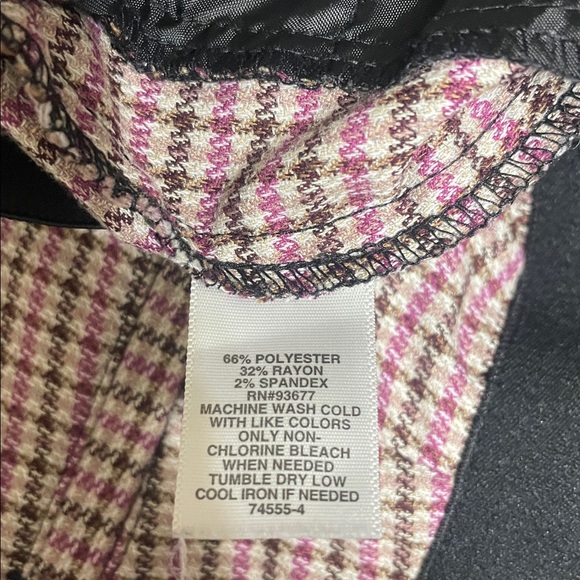 66% POLYESTER
32% RAYON
2% SPANDEX
RN#93677
MACHINE WASH COLD
WITH LIKE COLORS
ONLY NON-
CHLORINE BLEACH
WHEN NEEDED
TUMBLE DRY LOW
COOL IRON IF NEEDED
74555-4